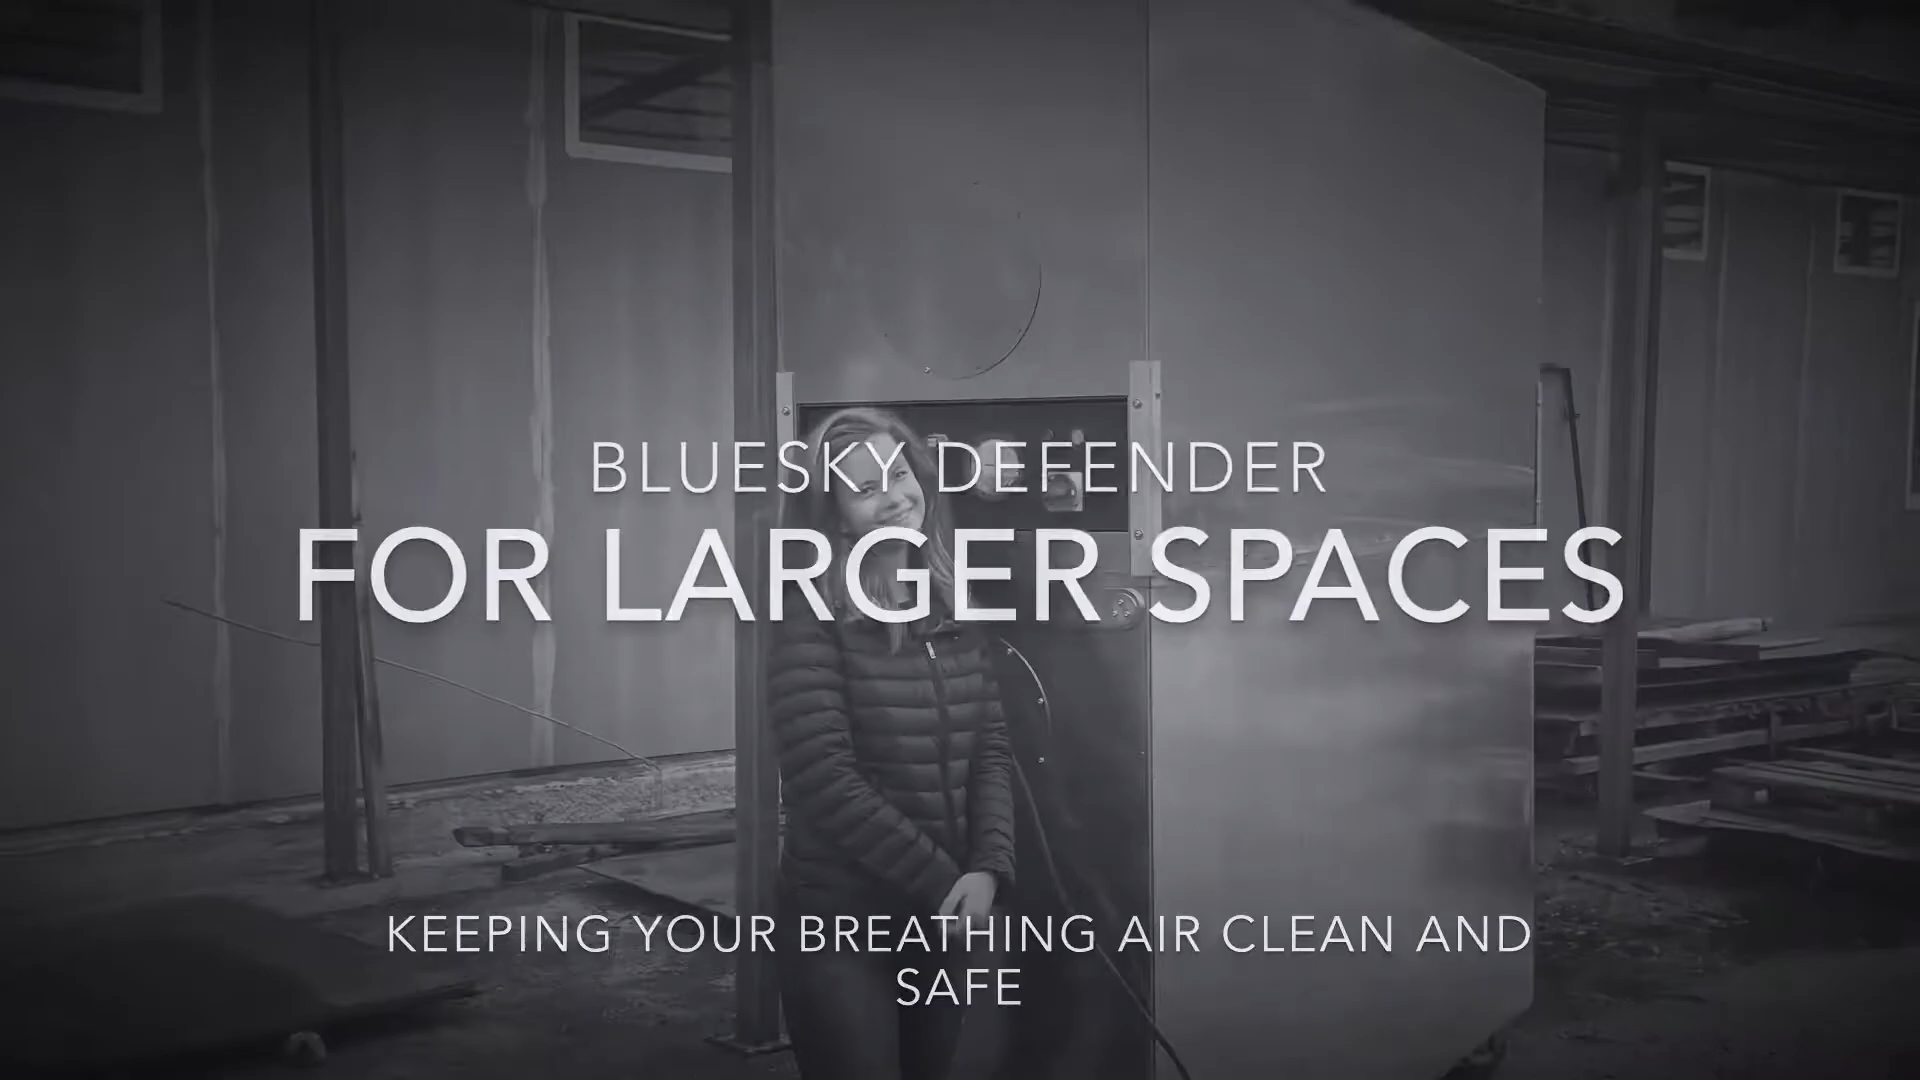 BLUESKY DEFENDER
FOR LARGER SPACES
KEEPING YOUR BREATHING AIR CLEAN AND
SAFE